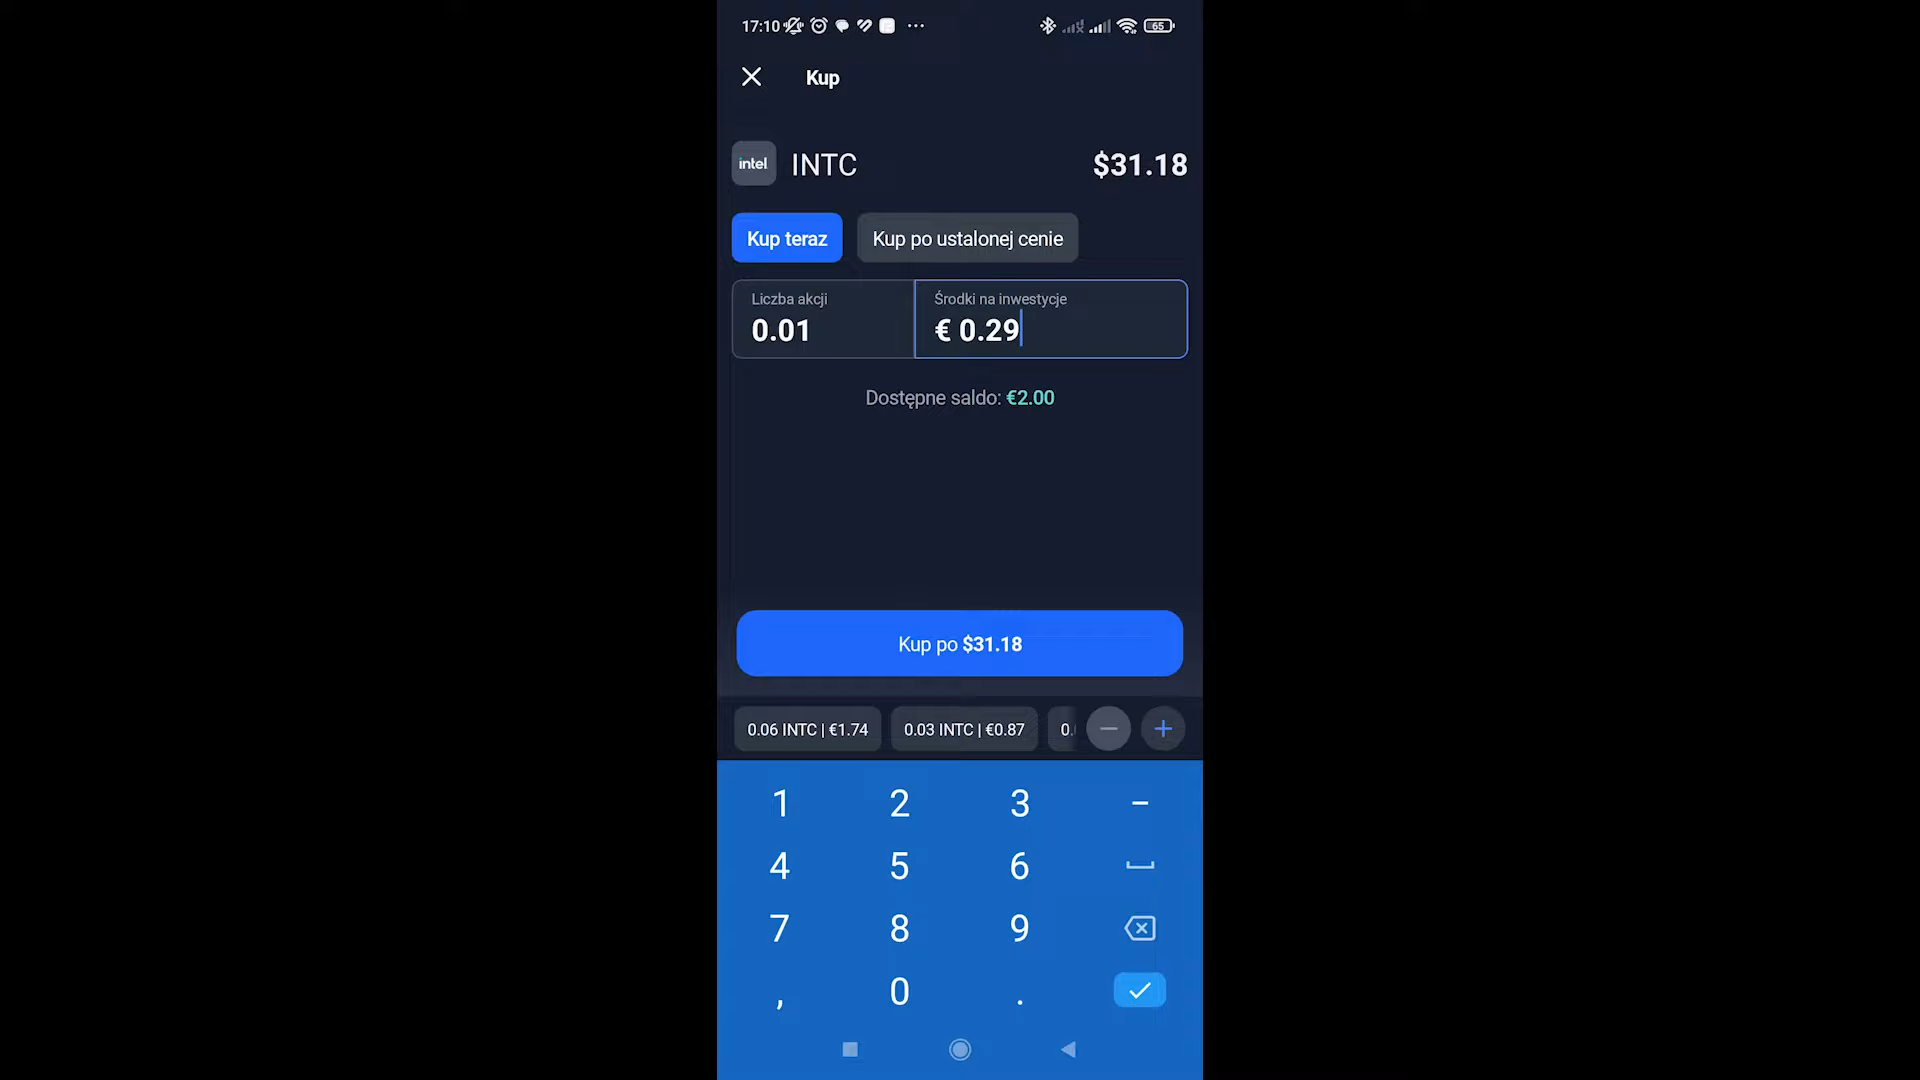 17:10 65
Kup
intel INTC $31.18
Kup teraz Kup po ustalonej cenie
Liczba akcji Środki na inwestycje
0.01 € 0.29
Dostępne saldo: €2.00
Kup po $31.18
0.06 INTC | €1.74 0.03 INTC | €0.87 0.
1 2 3 -
4 5 6
7 8 9
, 0 .